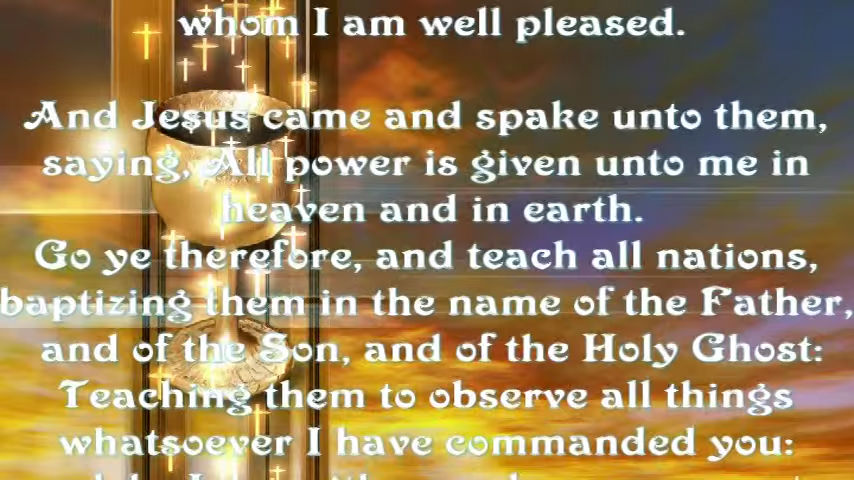 whom I am well pleased.
And Jesus came and spake unto them,
saying, All power is given unto me in
heaven and in earth.
Go ye therefore, and teach all nations,
baptizing them in the name of the Father,
and of the Son, and of the Holy Ghost:
Teaching them to observe all things
whatsoever I have commanded you: